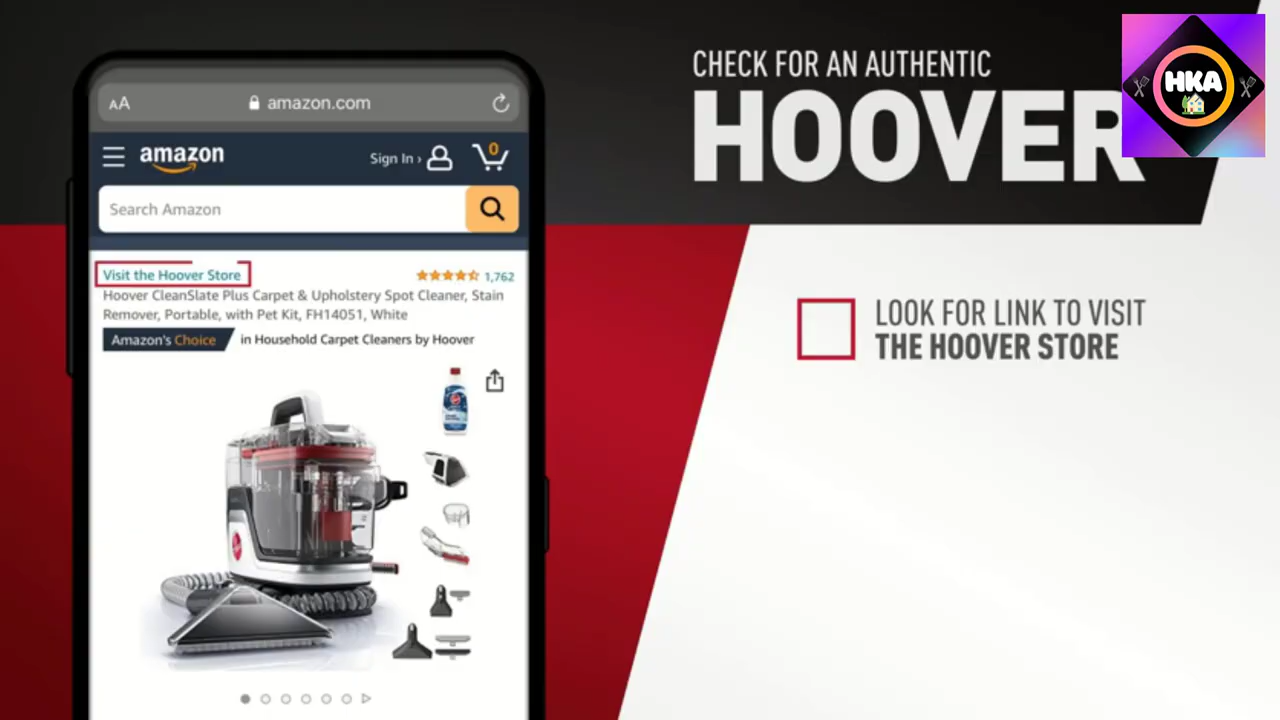 CHECK FOR AN AUTHENTIC
HOOVER
HKA
AA
amazon.com
amazon
Sign In ›
0
Search Amazon
Visit the Hoover Store
1,762
Hoover CleanSlate Plus Carpet & Upholstery Spot Cleaner, Stain
Remover, Portable, with Pet Kit, FH14051, White
Amazon's Choice in Household Carpet Cleaners by Hoover
LOOK FOR LINK TO VISIT
THE HOOVER STORE